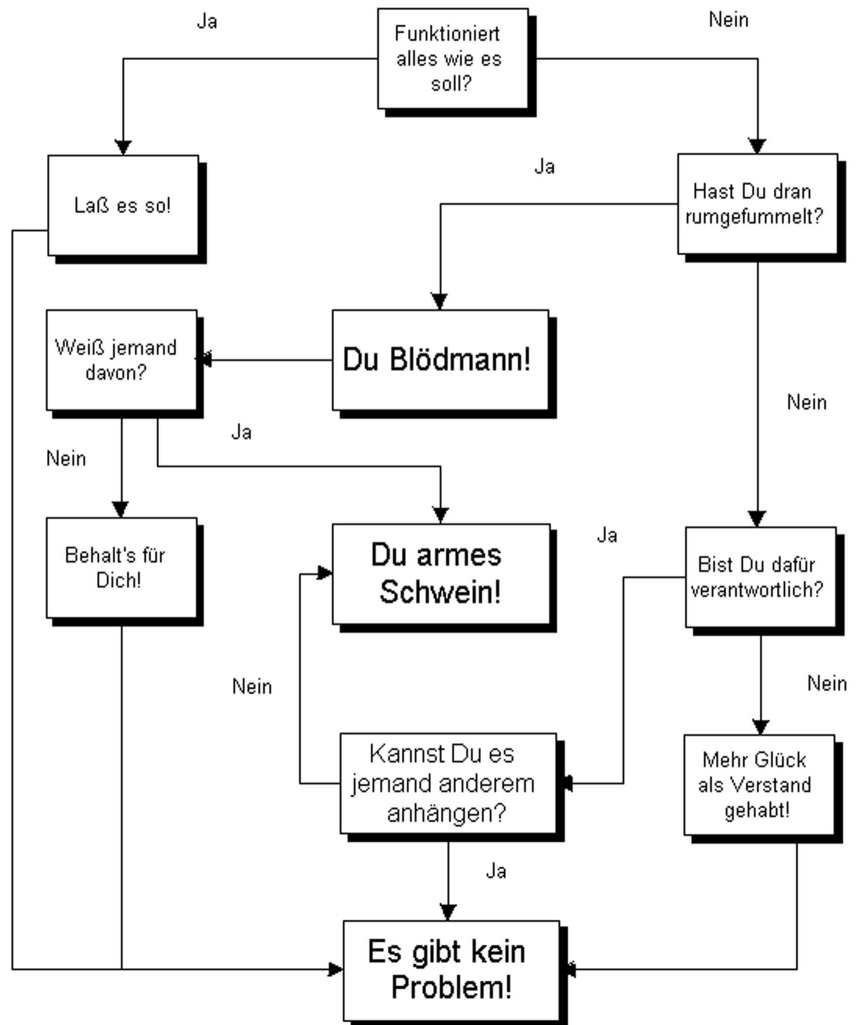 Ja
Funktioniert
alles wie es
soll?
Nein
Laß es so!
Ja
Hast Du dran
rumgefummelt?
Weiß jemand
davon?
Du Blödmann!
Nein
Nein
Ja
Behalt's für
Dich!
Du armes
Schwein!
Ja
Bist Du dafür
verantwortlich?
Nein
Nein
Kannst Du es
jemand anderem
anhängen?
Mehr Glück
als Verstand
gehabt!
Ja
Es gibt kein
Problem!